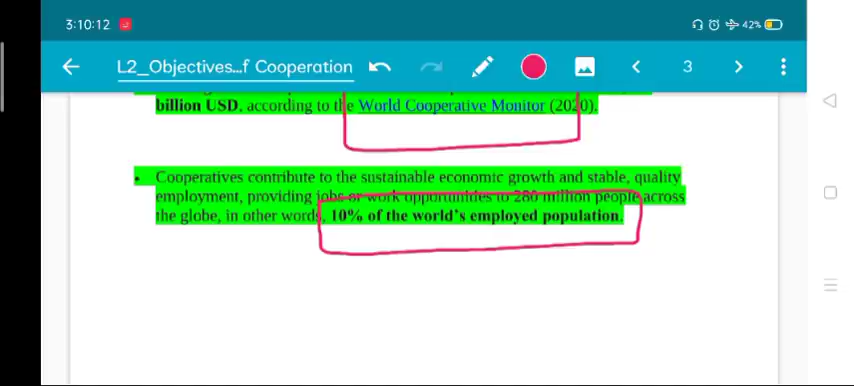 3:10:12
42%
L2_Objectives...f Cooperation
3
billion USD, according to the World Cooperative Monitor (2020).
• Cooperatives contribute to the sustainable economic growth and stable, quality
employment, providing jobs or work opportunities to 280 million people across
the globe, in other words, 10% of the world's employed population.